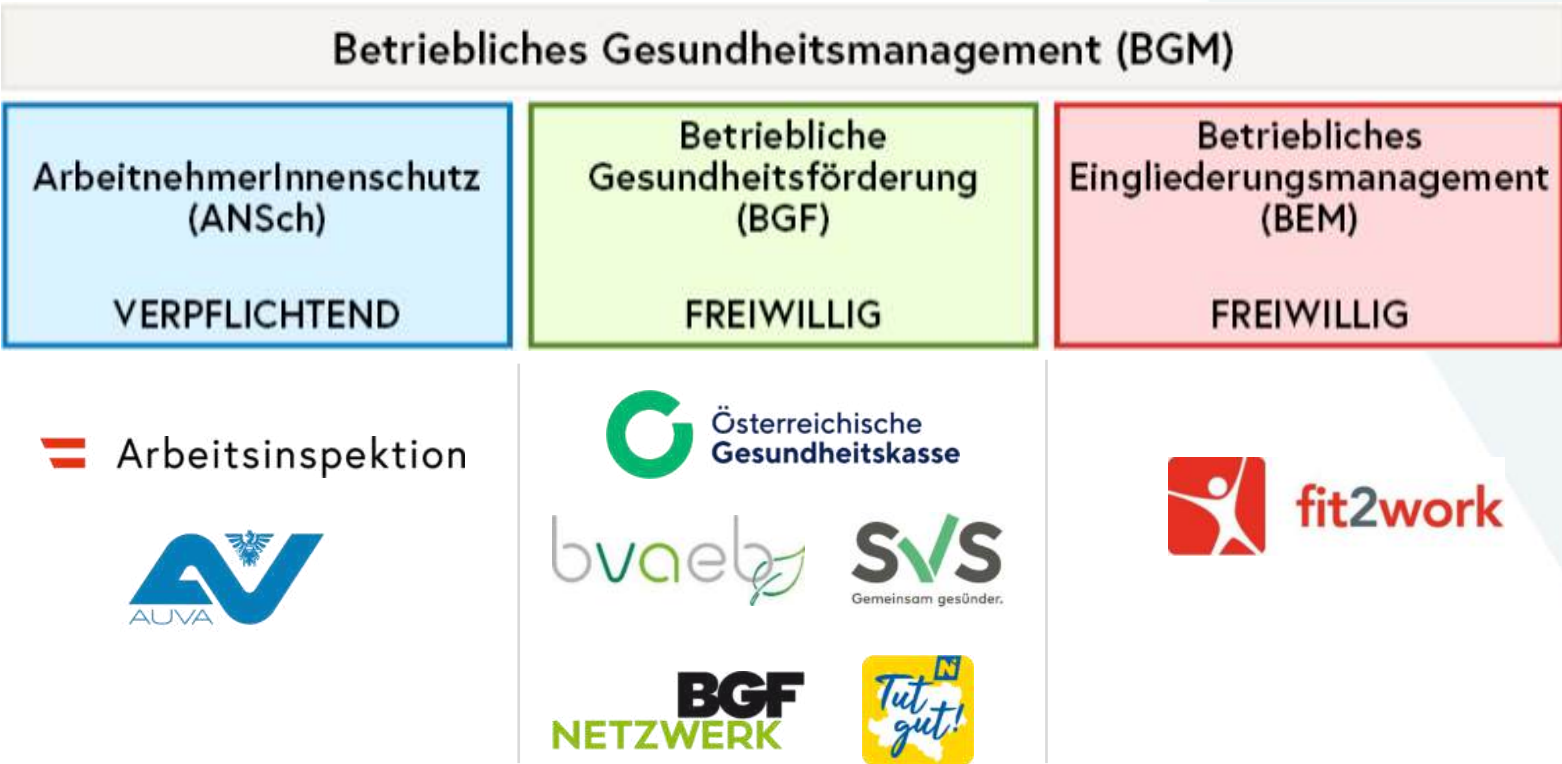 Betriebliches Gesundheitsmanagement (BGM)
ArbeitnehmerInnenschutz
(ANSch)
VERPFLICHTEND
Betriebliche
Gesundheitsförderung
(BGF)
FREIWILLIG
Betriebliches
Eingliederungsmanagement
(BEM)
FREIWILLIG
Arbeitsinspektion
AUVA
Österreichische
Gesundheitskasse
bvaeb
SVS
Gemeinsam gesünder.
BGF
NETZWERK
N
Tut
gut!
fit2work